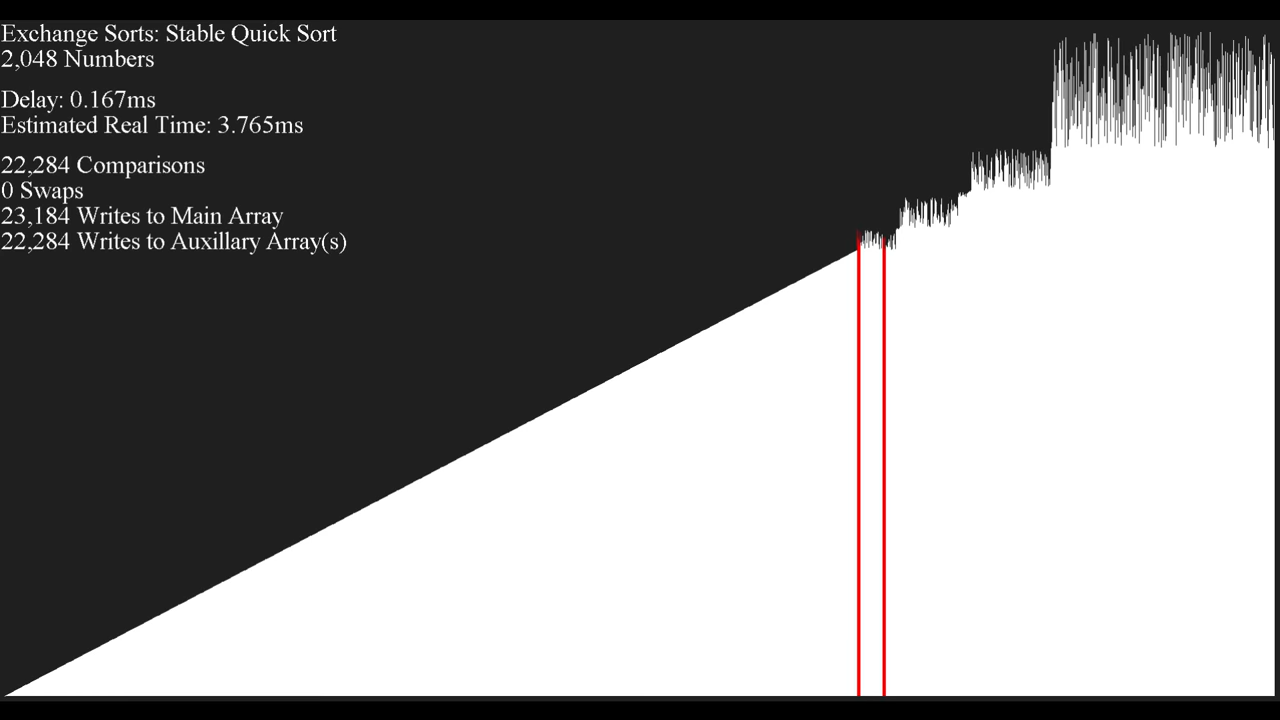 Exchange Sorts: Stable Quick Sort
2,048 Numbers
Delay: 0.167ms
Estimated Real Time: 3.765ms
22,284 Comparisons
0 Swaps
23,184 Writes to Main Array
22,284 Writes to Auxillary Array(s)